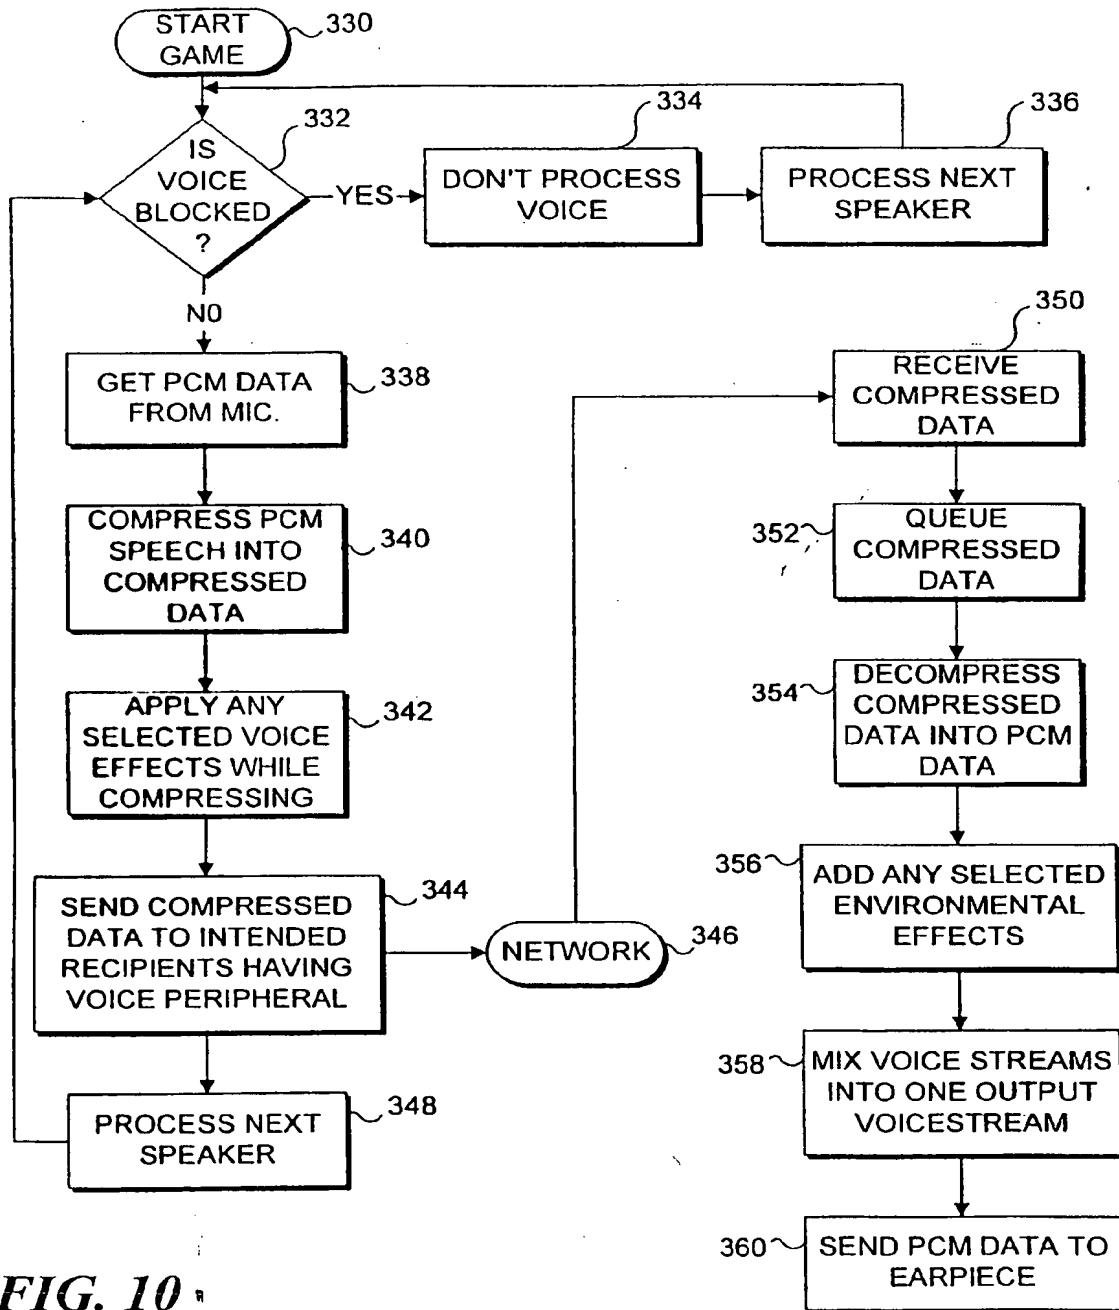 START
GAME
330
332
IS
VOICE
BLOCKED
?
YES
334
DON'T PROCESS
VOICE
336
PROCESS NEXT
SPEAKER
NO
GET PCM DATA
FROM MIC.
338
COMPRESS PCM
SPEECH INTO
COMPRESSED
DATA
340
APPLY ANY
SELECTED VOICE
EFFECTS WHILE
COMPRESSING
342
SEND COMPRESSED
DATA TO INTENDED
RECIPIENTS HAVING
VOICE PERIPHERAL
344
NETWORK
346
PROCESS NEXT
SPEAKER
348
350
RECEIVE
COMPRESSED
DATA
352
QUEUE
COMPRESSED
DATA
354
DECOMPRESS
COMPRESSED
DATA INTO PCM
DATA
356
ADD ANY SELECTED
ENVIRONMENTAL
EFFECTS
358
MIX VOICE STREAMS
INTO ONE OUTPUT
VOICESTREAM
360
SEND PCM DATA TO
EARPIECE
FIG. 10